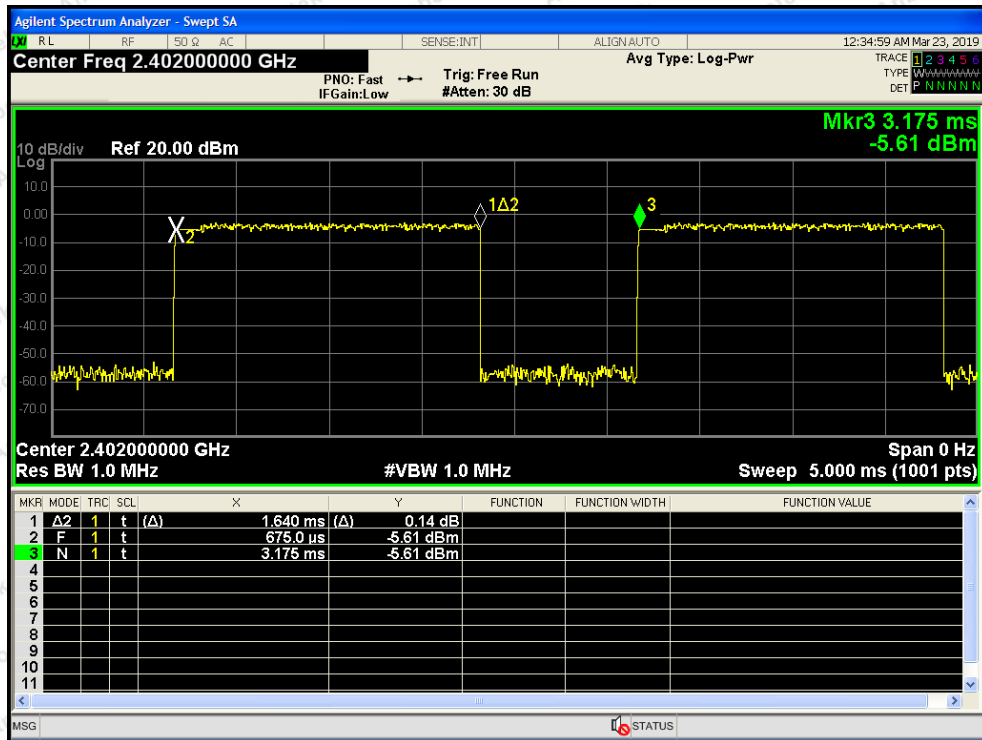 Agilent Spectrum Analyzer - Swept SA
LXI RL RF 50 Ω AC SENSE:INT ALIGN AUTO 12:34:59 AM Mar 23, 2019
Center Freq 2.402000000 GHz Avg Type: Log-Pwr TRACE 1 2 3 4 5 6
PNO: Fast Trig: Free Run TYPE WWWWWW
IFGain:Low #Atten: 30 dB DET P N N N N N
Mkr3 3.175 ms
10 dB/div Ref 20.00 dBm -5.61 dBm
Log
10.0
0.00 1Δ2 3
2
-10.0
-20.0
-30.0
-40.0
-50.0
-60.0
-70.0
Center 2.402000000 GHz Span 0 Hz
Res BW 1.0 MHz #VBW 1.0 MHz Sweep 5.000 ms (1001 pts)
MKR MODE TRC SCL X Y FUNCTION FUNCTION WIDTH FUNCTION VALUE
1 Δ2 1 t (Δ) 1.640 ms (Δ) 0.14 dB
2 F 1 t 675.0 µs -5.61 dBm
3 N 1 t 3.175 ms -5.61 dBm
4
5
6
7
8
9
10
11
MSG STATUS